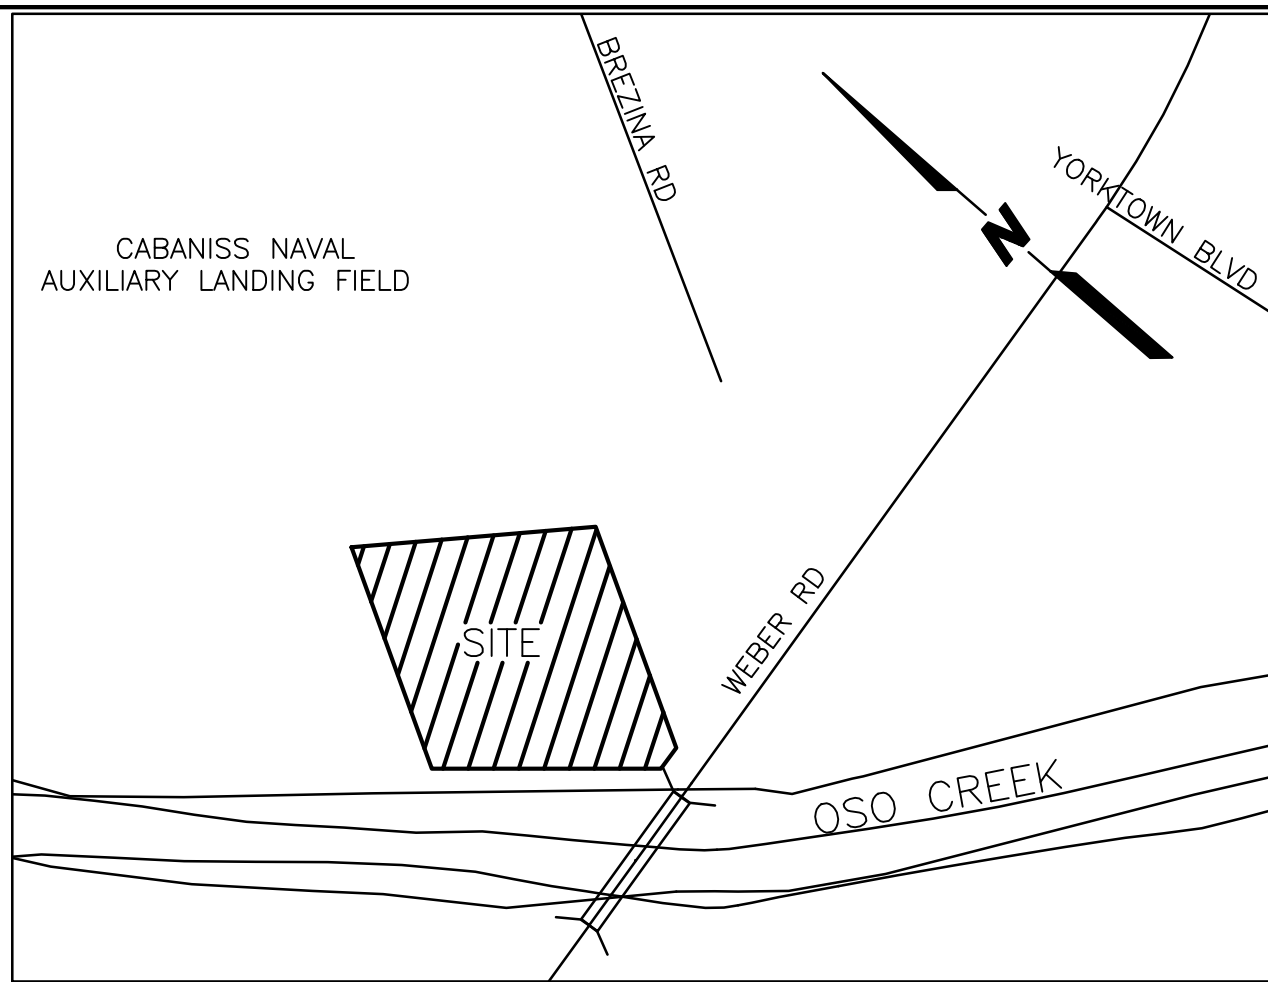 BREZINA RD
YORKTOWN BLVD
N
CABANISS NAVAL
AUXILIARY LANDING FIELD
SITE
WEBER RD
OSO CREEK